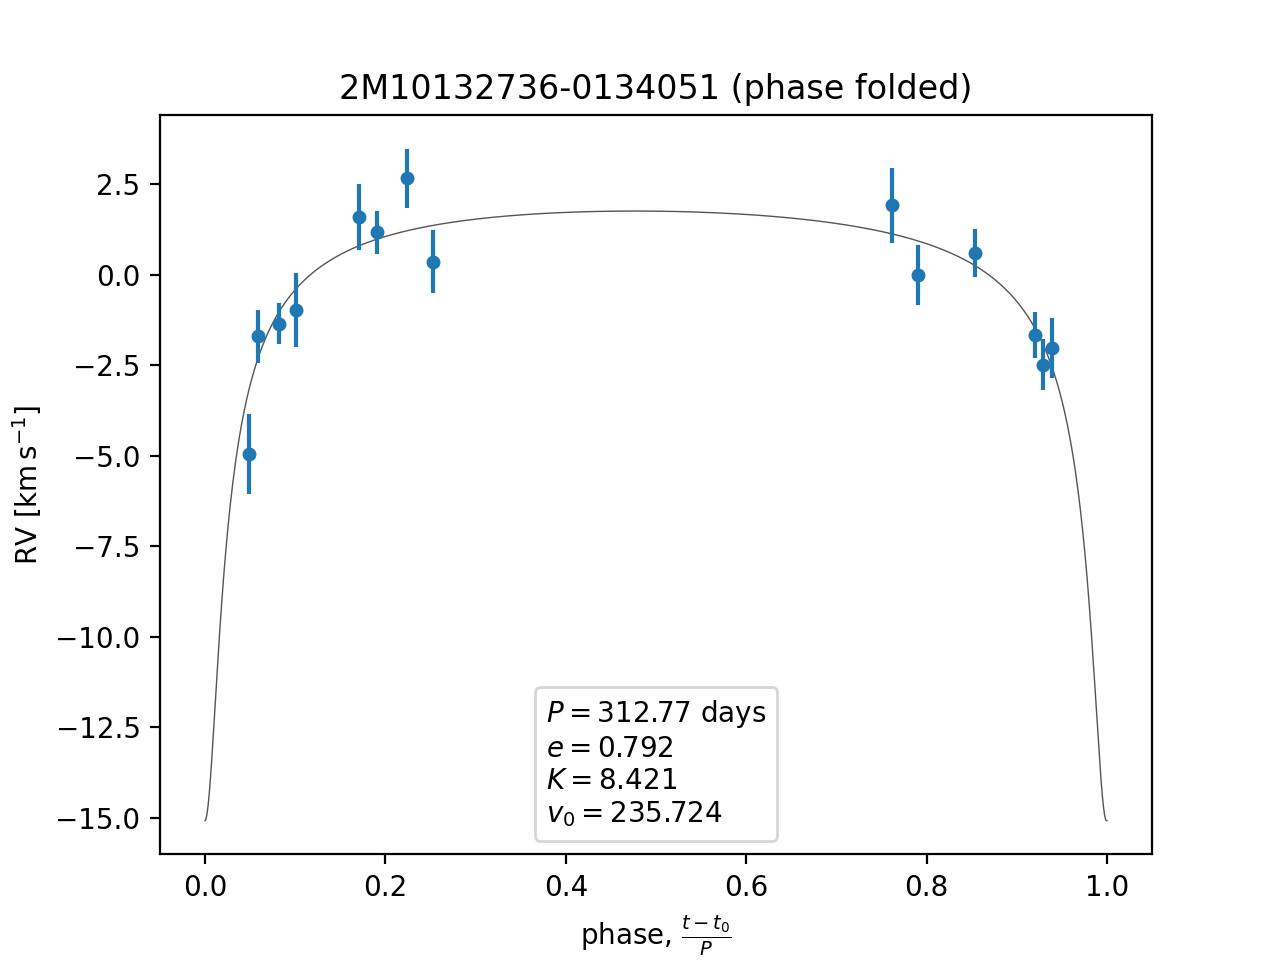 2M10132736-0134051 (phase folded)
RV [km s⁻¹]
2.5
0.0
−2.5
−5.0
−7.5
−10.0
−12.5
−15.0
P = 312.77 days
e = 0.792
K = 8.421
v₀ = 235.724
0.0 0.2 0.4 0.6 0.8 1.0
phase, (t − t₀)/P